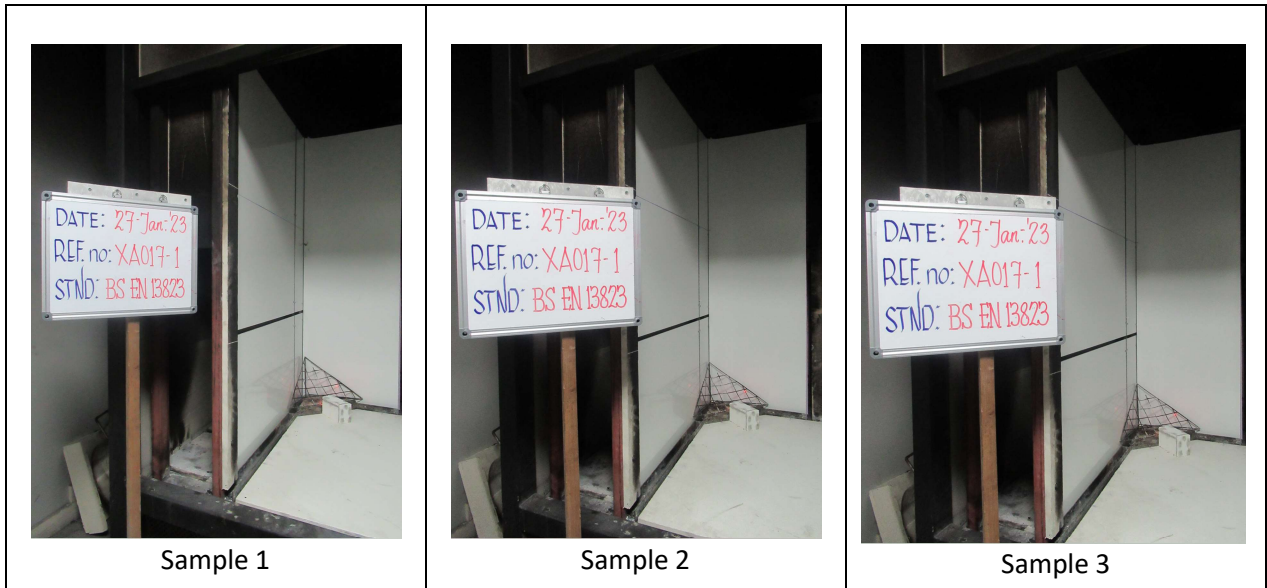 DATE: 27-Jan-'23
REF. no: XA017-1
STND: BS EN 13823
Sample 1
DATE: 27-Jan-'23
REF. no: XA017-1
STND: BS EN 13823
Sample 2
DATE: 27-Jan-'23
REF. no: XA017-1
STND: BS EN 13823
Sample 3